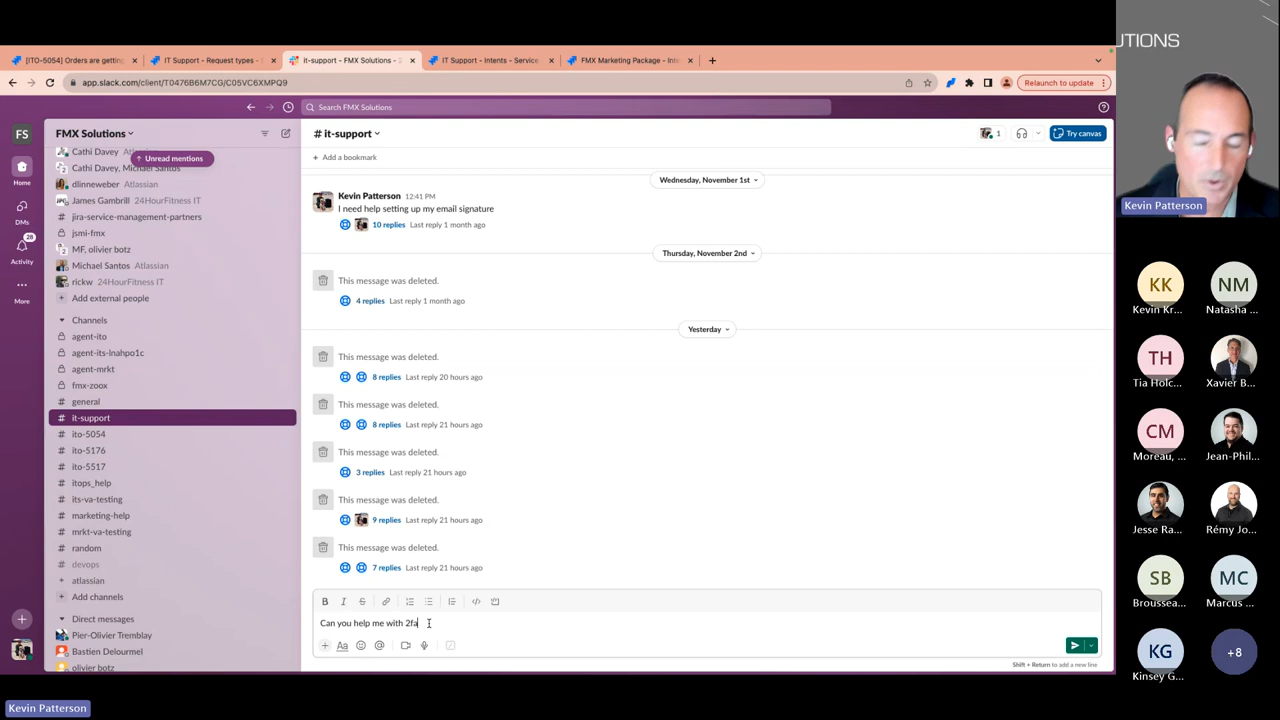 UTIONS
[ITO-5054] Orders are getting
IT Support - Request types -
it-support - FMX Solutions - 2
IT Support - Intents - Service
FMX Marketing Package - Inte
app.slack.com/client/T0476B6M7CG/C05VC6XMPQ9
Relaunch to update
Search FMX Solutions
FS
FMX Solutions
# it-support
1
Try canvas
Add a bookmark
Home
DMs
28
Activity
More
Cathi Davey Atlassian
Unread mentions
2 Cathi Davey, Michael Santos
dlinneweber Atlassian
James Gambrill 24HourFitness IT
# jira-service-management-partners
jsmi-fmx
2 MF, olivier botz
Michael Santos Atlassian
rickw 24HourFitness IT
+ Add external people
Channels
agent-ito
agent-its-lnahpo1c
agent-mrkt
fmx-zoox
# general
# it-support
# ito-5054
# ito-5176
# ito-5517
# itops_help
# its-va-testing
# marketing-help
# mrkt-va-testing
# random
# devops
atlassian
+ Add channels
Direct messages
Pier-Olivier Tremblay
Bastien Delourmel
olivier botz
Wednesday, November 1st
Kevin Patterson 12:41 PM
I need help setting up my email signature
10 replies Last reply 1 month ago
Thursday, November 2nd
This message was deleted.
4 replies Last reply 1 month ago
Yesterday
This message was deleted.
8 replies Last reply 20 hours ago
This message was deleted.
8 replies Last reply 21 hours ago
This message was deleted.
3 replies Last reply 21 hours ago
This message was deleted.
9 replies Last reply 21 hours ago
This message was deleted.
7 replies Last reply 21 hours ago
Can you help me with 2fa
Shift + Return to add a new line
Kevin Patterson
KK
Kevin Kr...
NM
Natasha ...
TH
Tia Holc...
Xavier B...
CM
Moreau, ...
Jean-Phil...
Jesse Ra...
Rémy Jo...
SB
Broussea...
MC
Marcus ...
KG
Kinsey G...
+8
Kevin Patterson